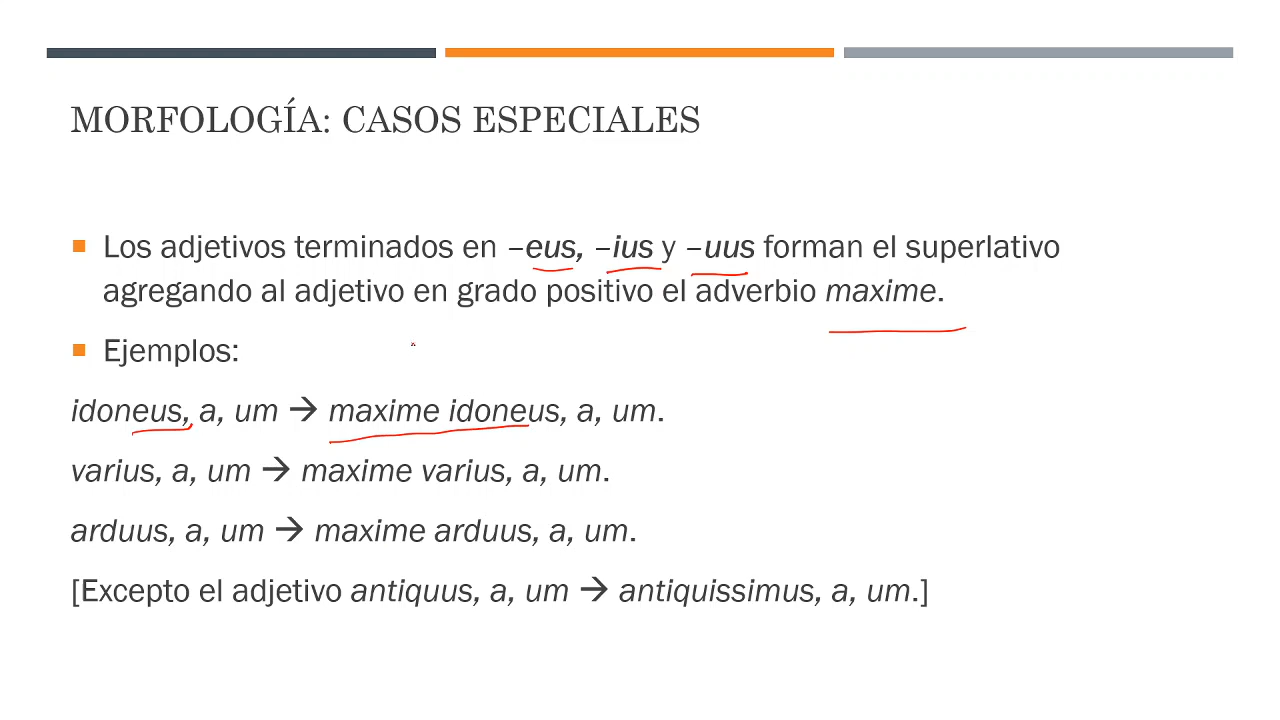 MORFOLOGÍA: CASOS ESPECIALES
Los adjetivos terminados en –eus, –ius y –uus forman el superlativo
agregando al adjetivo en grado positivo el adverbio maxime.
Ejemplos:
idoneus, a, um → maxime idoneus, a, um.
varius, a, um → maxime varius, a, um.
arduus, a, um → maxime arduus, a, um.
[Excepto el adjetivo antiquus, a, um → antiquissimus, a, um.]